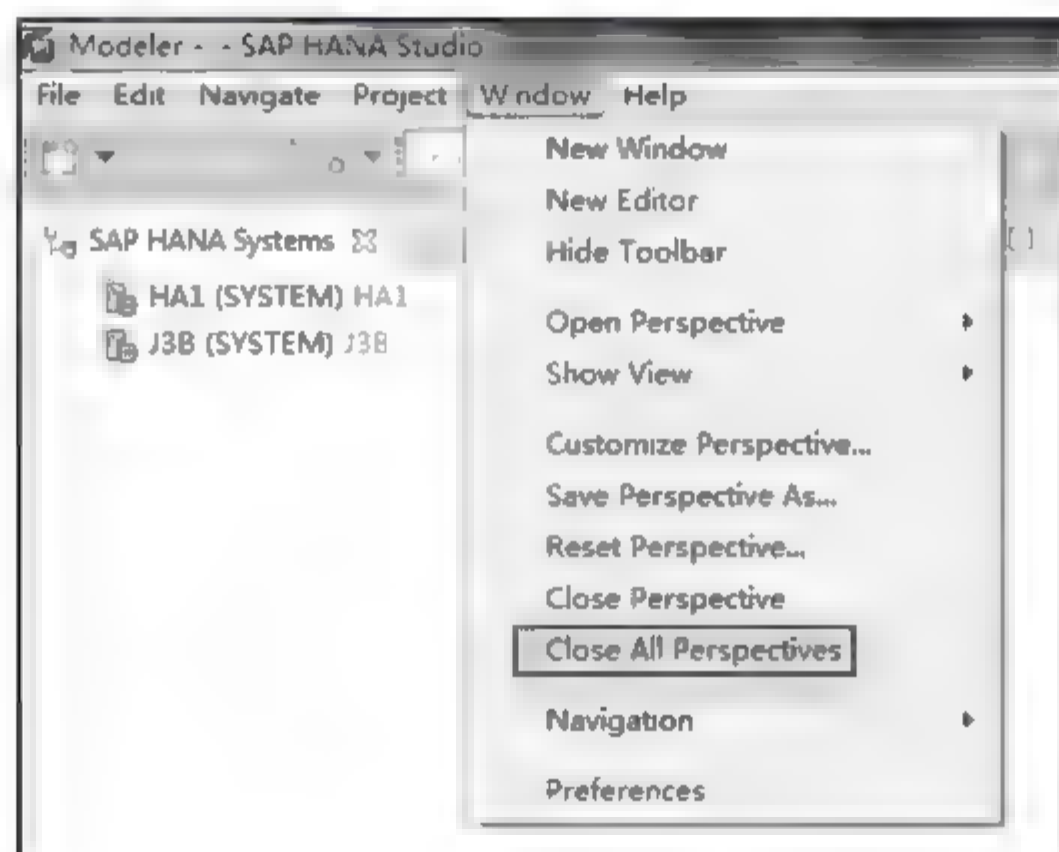 Modeler - - SAP HANA Studio
File Edit Navigate Project Window Help
New Window
New Editor
Hide Toolbar
SAP HANA Systems
HA1 (SYSTEM) HA1
J3B (SYSTEM) J3B
Open Perspective
Show View
Customize Perspective...
Save Perspective As...
Reset Perspective...
Close Perspective
Close All Perspectives
Navigation
Preferences